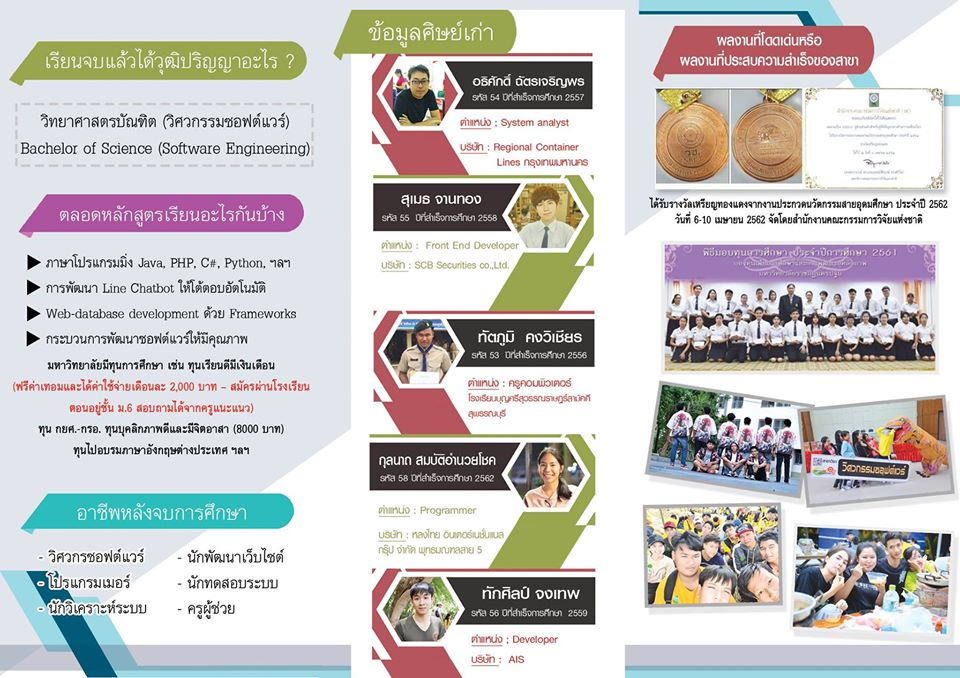 เรียนจบแล้วได้วุฒิปริญญาอะไร ?
วิทยาศาสตรบัณฑิต (วิศวกรรมซอฟต์แวร์)
Bachelor of Science (Software Engineering)
ตลอดหลักสูตรเรียนอะไรกันบ้าง
ภาษาโปรแกรมมิ่ง Java, PHP, C#, Python, ฯลฯ
การพัฒนา Line Chatbot ให้โต้ตอบอัตโนมัติ
Web-database development ด้วย Frameworks
กระบวนการพัฒนาซอฟต์แวร์ให้มีคุณภาพ
มหาวิทยาลัยมีทุนการศึกษา เช่น ทุนเรียนดีมีเงินเดือน
(ฟรีค่าเทอมและได้ค่าใช้จ่ายเดือนละ 2,000 บาท – สมัครผ่านโรงเรียน
ตอนอยู่ชั้น ม.6 สอบถามได้จากครูแนะแนว)
ทุน กยศ.-กรอ. ทุนบุคลิกภาพดีและมีจิตอาสา (8000 บาท)
ทุนไปอบรมภาษาอังกฤษต่างประเทศ ฯลฯ
อาชีพหลังจบการศึกษา
- วิศวกรซอฟต์แวร์
- โปรแกรมเมอร์
- นักวิเคราะห์ระบบ
- นักพัฒนาเว็บไซต์
- นักทดสอบระบบ
- ครูผู้ช่วย
ข้อมูลศิษย์เก่า
อธิศักดิ์ ฉัตรเจริญพร
รหัส 54 ปีที่สำเร็จการศึกษา 2557
ตำแหน่ง ; System analyst
บริษัท : Regional Container
Lines กรุงเทพมหานคร
สุเมธ จานทอง
รหัส 55 ปีที่สำเร็จการศึกษา 2558
ตำแหน่ง : Front End Developer
บริษัท : SCB Securities co.,Ltd.
ทัตภูมิ คงวิเชียร
รหัส 53 ปีที่สำเร็จการศึกษา 2556
ตำแหน่ง : ครูคอมพิวเตอร์
โรงเรียนบุญศรีสุวรรณราษฎร์สามัคคี
สุพรรณบุรี
กุลนาถ สมบัติอำนวยโชค
รหัส 58 ปีที่สำเร็จการศึกษา 2562
ตำแหน่ง : Programmer
บริษัท : หลงไทย อินเตอร์เนชั่นแนล
กรุ๊ป จำกัด พุทธมณฑลสาย 5
ทักศิลป์ จงเทพ
รหัส 56 ปีที่สำเร็จการศึกษา 2559
ตำแหน่ง ; Developer
บริษัท : AIS
ผลงานที่โดดเด่นหรือ
ผลงานที่ประสบความสำเร็จของสาขา
ได้รับรางวัลเหรียญทองแดงจากงานประกวดนวัตกรรมสายอุดมศึกษา ประจำปี 2562
วันที่ 6-10 เมษายน 2562 จัดโดยสำนักงานคณะกรรมการวิจัยแห่งชาติ
พิธีมอบทุนการศึกษา ประจำปีการศึกษา 2561
มหาวิทยาลัยราชภัฏนครปฐม
วิศวกรรมซอฟต์แวร์